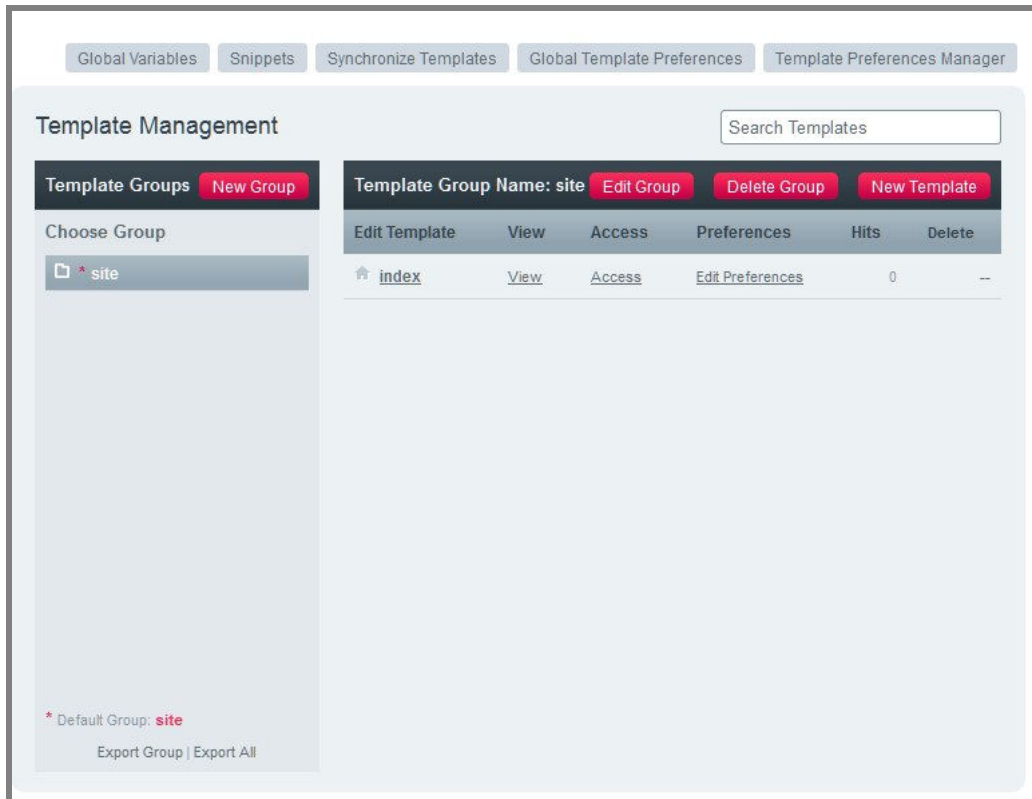 Global Variables Snippets Synchronize Templates Global Template Preferences Template Preferences Manager
Template Management
Search Templates
Template Groups New Group
Choose Group
* site
Template Group Name: site Edit Group Delete Group New Template
Edit Template View Access Preferences Hits Delete
index View Access Edit Preferences 0 --
* Default Group: site
Export Group | Export All